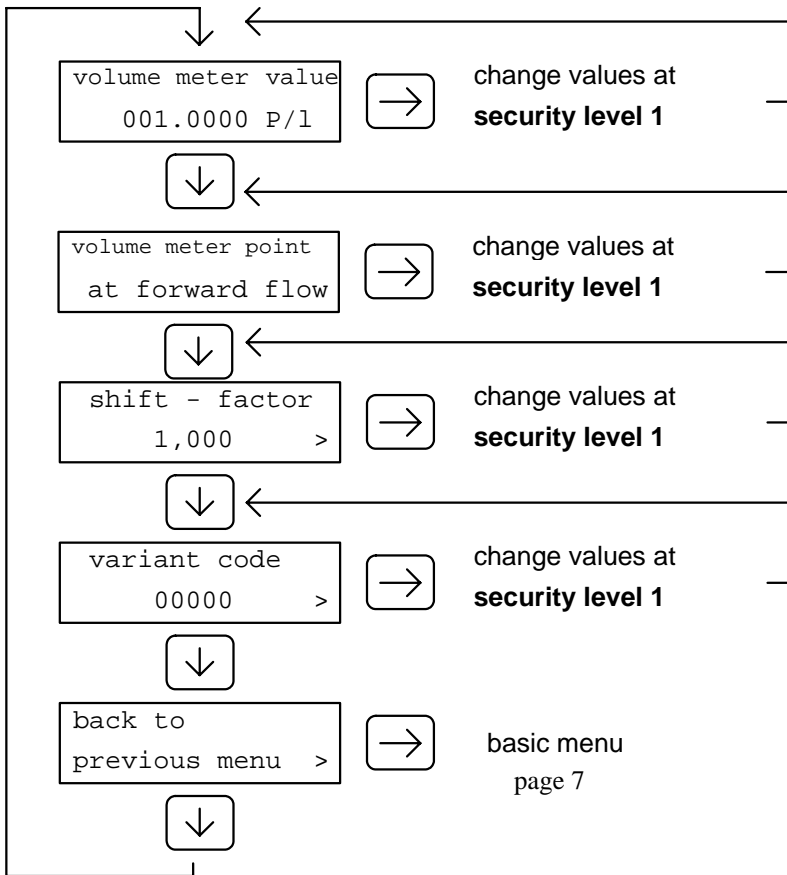 volume meter value
001.0000 P/l
change values at
security level 1
volume meter point
at forward flow
change values at
security level 1
shift - factor
1,000 >
change values at
security level 1
variant code
00000 >
change values at
security level 1
back to
previous menu >
basic menu
page 7